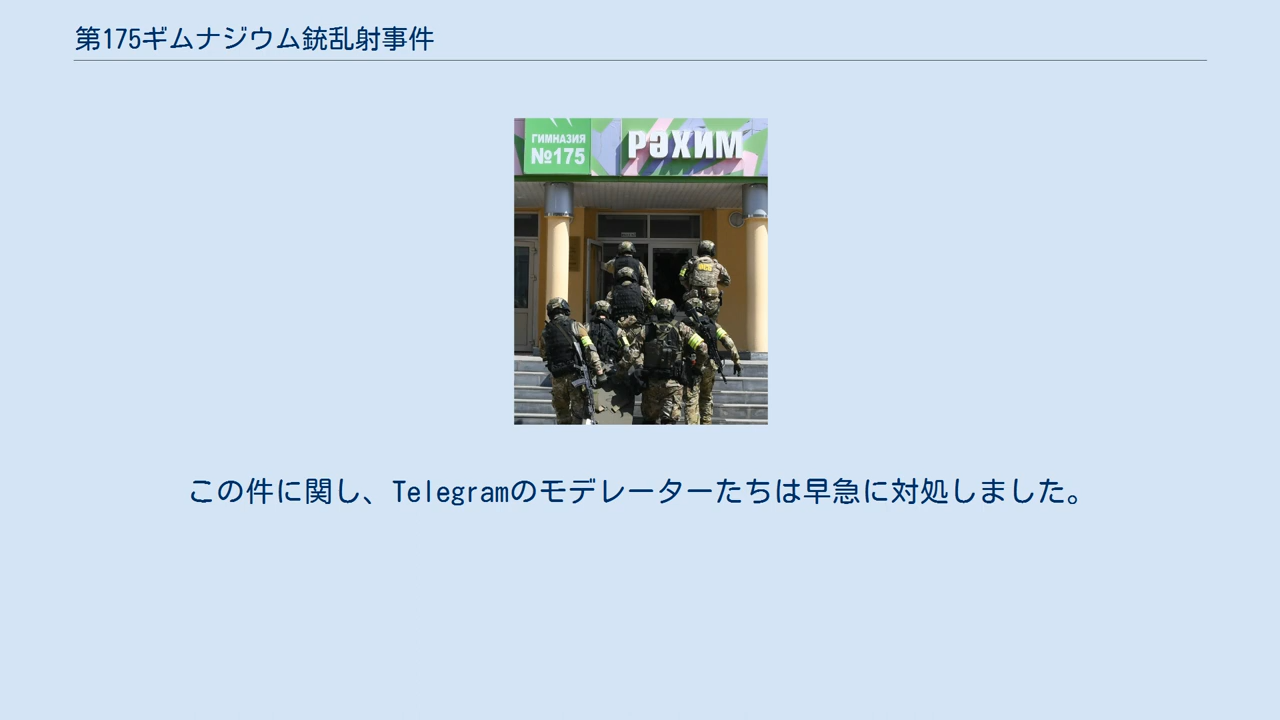 第175ギムナジウム銃乱射事件
ГИМНАЗИЯ
№175
РӘХИМ
ФСБ
この件に関し、Telegramのモデレーターたちは早急に対処しました。